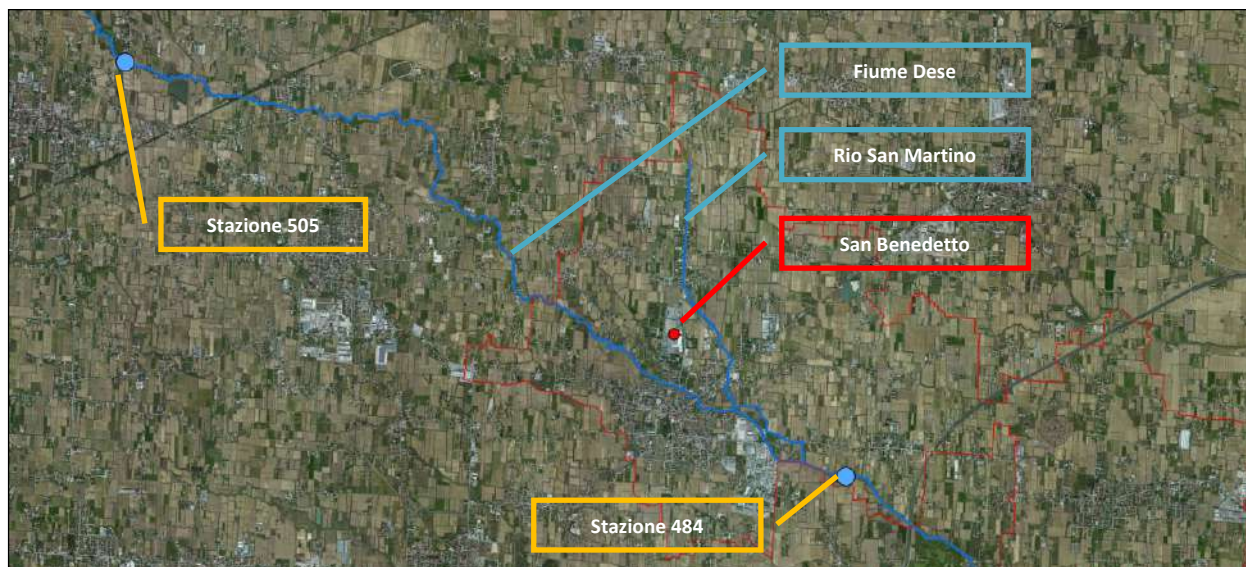 Fiume Dese
Rio San Martino
Stazione 505
San Benedetto
Stazione 484